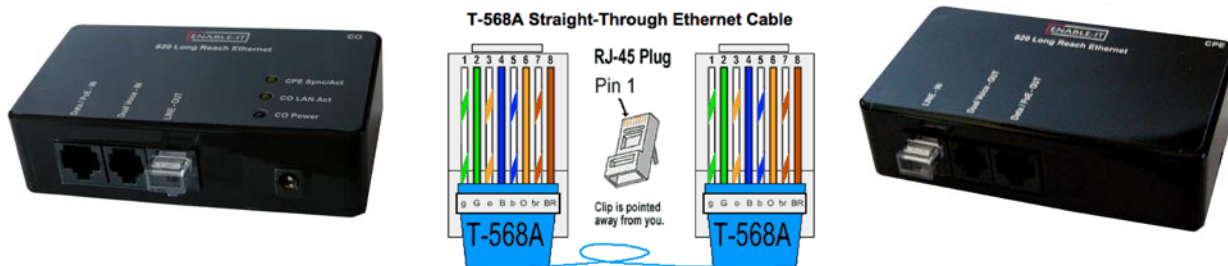 ENABLE-IT
CO
820 Long Reach Ethernet
CPE Sync/Act
CO LAN Act
CO Power
Data / PoE - IN
Dual Voice - IN
LINE - OUT
T-568A Straight-Through Ethernet Cable
1 2 3 4 5 6 7 8
RJ-45 Plug
Pin 1
Clip is pointed
away from you.
g G o B b O br BR
T-568A
1 2 3 4 5 6 7 8
g G o B b O br BR
T-568A
ENABLE-IT
CPE
820 Long Reach Ethernet
LINE - IN
Dual Voice - OUT
Data / PoE - OUT